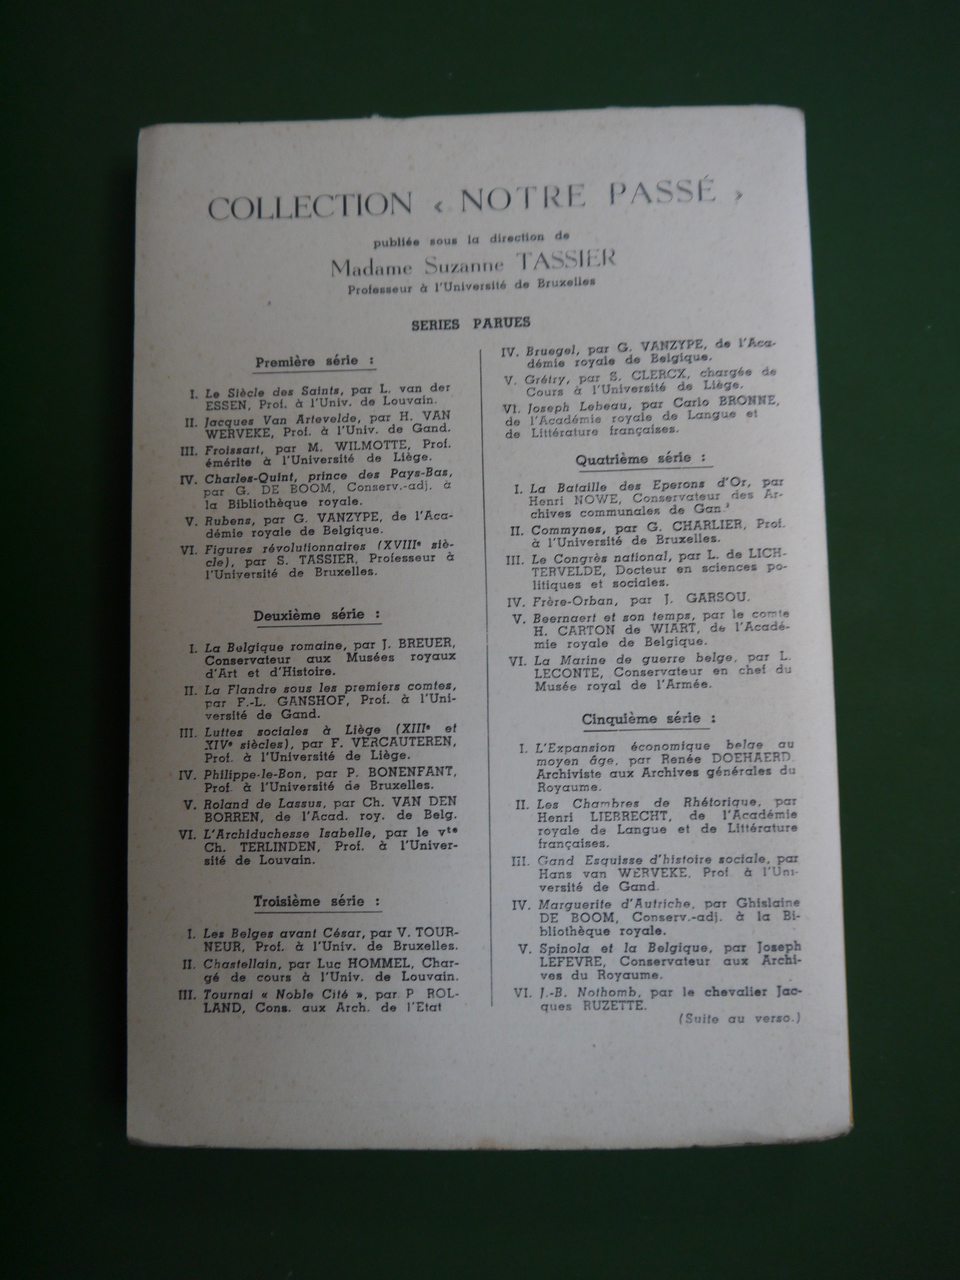 COLLECTION « NOTRE PASSÉ »
publiée sous la direction de
Madame Suzanne TASSIER
Professeur à l'Université de Bruxelles
SERIES PARUES
Première série :
I. Le Siècle des Saints, par L. van der
ESSEN, Prof. à l'Univ. de Louvain.
II. Jacques Van Artevelde, par H. VAN
WERVEKE, Prof. à l'Univ. de Gand.
III. Froissart, par M. WILMOTTE, Prof.
émérite à l'Université de Liège.
IV. Charles-Quint, prince des Pays-Bas,
par G. DE BOOM, Conserv.-adj. à
la Bibliothèque royale.
V. Rubens, par G. VANZYPE, de l'Aca-
démie royale de Belgique.
VI. Figures révolutionnaires (XVIIIe siè-
cle), par S. TASSIER, Professeur à
l'Université de Bruxelles.
Deuxième série :
I. La Belgique romaine, par J. BREUER,
Conservateur aux Musées royaux
d'Art et d'Histoire.
II. La Flandre sous les premiers comtes,
par F.-L. GANSHOF, Prof. à l'Uni-
versité de Gand.
III. Luttes sociales à Liège (XIIIe et
XIVe siècles), par F. VERCAUTEREN,
Prof. à l'Université de Liège.
IV. Philippe-le-Bon, par P. BONENFANT,
Prof. à l'Université de Bruxelles.
V. Roland de Lassus, par Ch. VAN DEN
BORREN, de l'Acad. roy. de Belg.
VI. L'Archiduchesse Isabelle, par le vte
Ch. TERLINDEN, Prof. à l'Univer-
sité de Louvain.
Troisième série :
I. Les Belges avant César, par V. TOUR-
NEUR, Prof. à l'Univ. de Bruxelles.
II. Chastellain, par Luc HOMMEL, Char-
gé de cours à l'Univ. de Louvain.
III. Tournai « Noble Cité », par P ROL-
LAND, Cons. aux Arch. de l'Etat
IV. Bruegel, par G. VANZYPE, de l'Aca-
démie royale de Belgique.
V. Grétry, par S. CLERCX, chargée de
Cours à l'Université de Liège.
VI. Joseph Lebeau, par Carlo BRONNE,
de l'Académie royale de Langue et
de Littérature françaises.
Quatrième série :
I. La Bataille des Eperons d'Or, par
Henri NOWE, Conservateur des Ar-
chives communales de Gan
II. Commynes, par G. CHARLIER, Prof.
à l'Université de Bruxelles.
III. Le Congrès national, par L. de LICH-
TERVELDE, Docteur en sciences po-
litiques et sociales.
IV. Frère-Orban, par J. GARSOU.
V. Beernaert et son temps, par le comte
H. CARTON de WIART, de l'Acadé-
mie royale de Belgique.
VI. La Marine de guerre belge, par L.
LECONTE, Conservateur en chef du
Musée royal de l'Armée.
Cinquième série :
I. L'Expansion économique belge au
moyen âge, par Renée DOEHAERD,
Archiviste aux Archives générales du
Royaume.
II. Les Chambres de Rhétorique, par
Henri LIEBRECHT, de l'Académie
royale de Langue et de Littérature
françaises.
III. Gand Esquisse d'histoire sociale, par
Hans van WERVEKE, Prof à l'Uni-
versité de Gand.
IV. Marguerite d'Autriche, par Ghislaine
DE BOOM, Conserv.-adj. à la Bi-
bliothèque royale.
V. Spinola et la Belgique, par Joseph
LEFEVRE, Conservateur aux Archi-
ves du Royaume.
VI. J.-B. Nothomb, par le chevalier Jac-
ques RUZETTE.
(Suite au verso.)